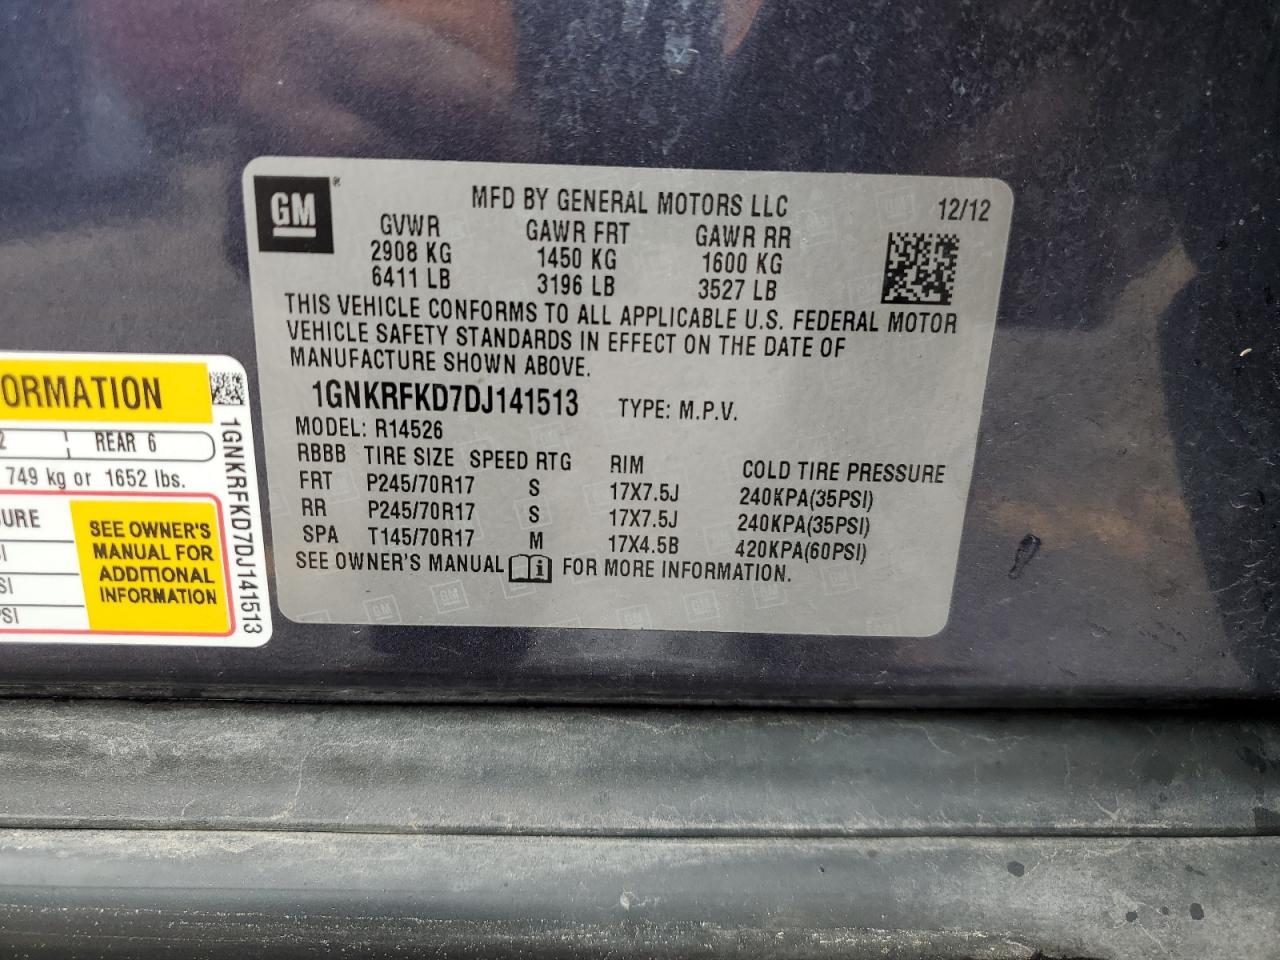 GM®
MFD BY GENERAL MOTORS LLC 12/12
GVWR GAWR FRT GAWR RR
2908 KG 1450 KG 1600 KG
6411 LB 3196 LB 3527 LB
THIS VEHICLE CONFORMS TO ALL APPLICABLE U.S. FEDERAL MOTOR
VEHICLE SAFETY STANDARDS IN EFFECT ON THE DATE OF
MANUFACTURE SHOWN ABOVE.
1GNKRFKD7DJ141513 TYPE: M.P.V.
MODEL: R14526
RBBB TIRE SIZE SPEED RTG RIM COLD TIRE PRESSURE
FRT P245/70R17 S 17X7.5J 240KPA(35PSI)
RR P245/70R17 S 17X7.5J 240KPA(35PSI)
SPA T145/70R17 M 17X4.5B 420KPA(60PSI)
SEE OWNER'S MANUAL i FOR MORE INFORMATION.
ORMATION
2 REAR 6
749 kg or 1652 lbs.
URE
SI
PSI
SEE OWNER'S
MANUAL FOR
ADDITIONAL
INFORMATION
1GNKRFKD7DJ141513